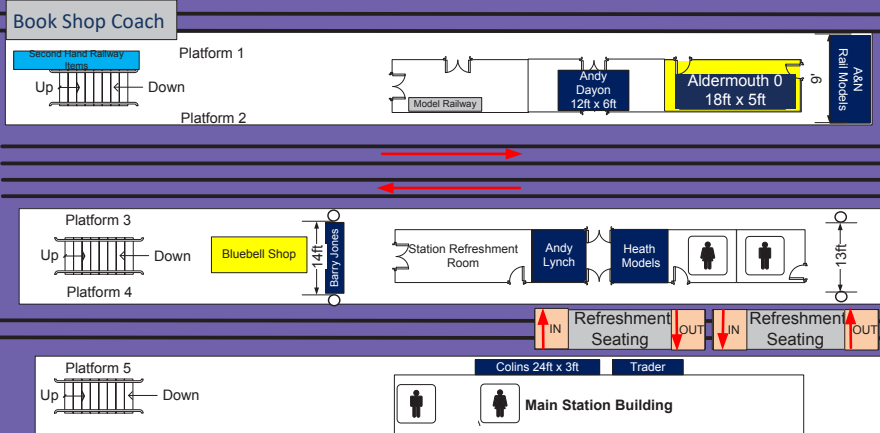 Book Shop Coach
Second Hand Railway
Items
Platform 1
Up
Down
Platform 2
Model Railway
Andy
Dayon
12ft x 6ft
Aldermouth 0
18ft x 5ft
9'
A&N
Rail Models
Platform 3
Up
Down
Platform 4
Bluebell Shop
14ft
Barry Jones
Station Refreshment
Room
Andy
Lynch
Heath
Models
13ft
IN
Refreshment
Seating
OUT
IN
Refreshment
Seating
OUT
Platform 5
Up
Down
Colins 24ft x 3ft
Trader
Main Station Building